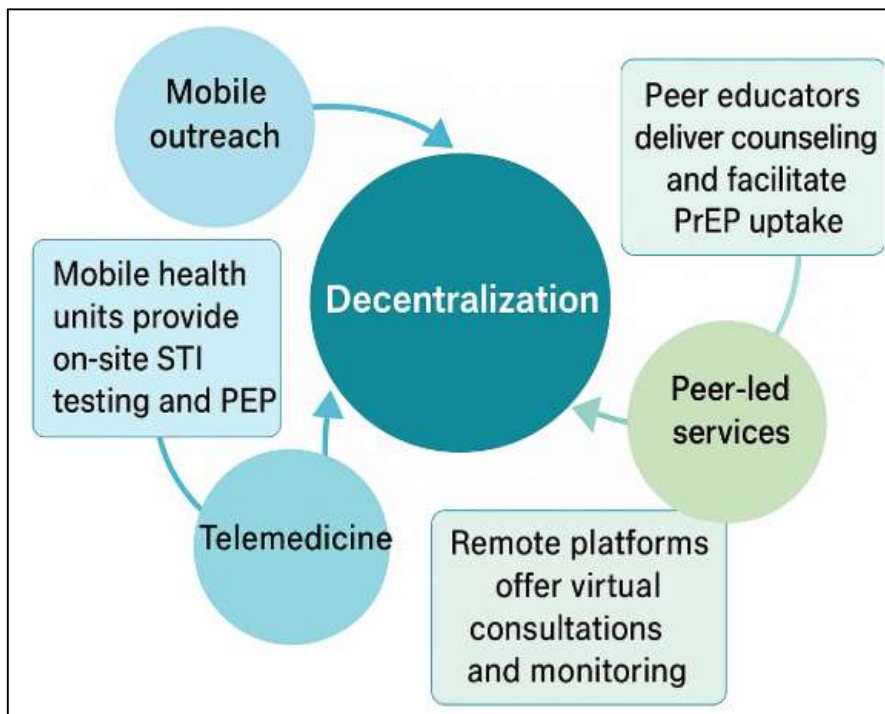 Mobile
outreach
Peer educators
deliver counseling
and facilitate
PrEP uptake
Decentralization
Mobile health
units provide
on-site STI
testing and PEP
Peer-led
services
Telemedicine
Remote platforms
offer virtual
consultations
and monitoring